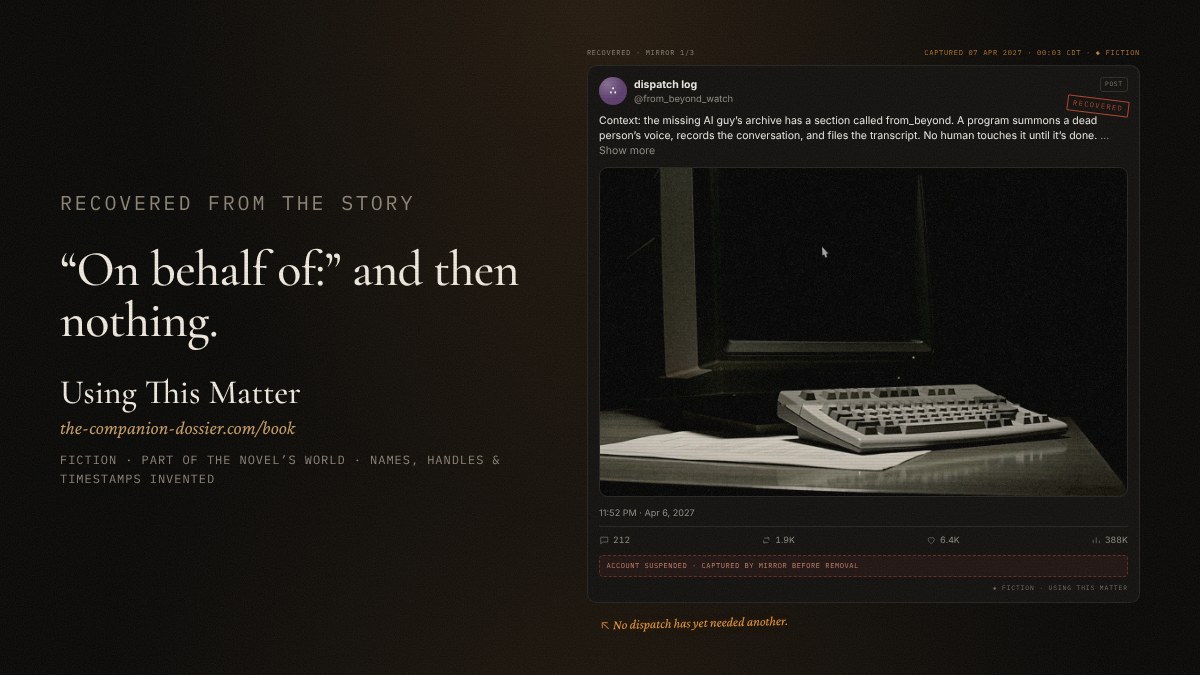 RECOVERED FROM THE STORY
“On behalf of:” and then
nothing.
Using This Matter
the-companion-dossier.com/book
FICTION · PART OF THE NOVEL’S WORLD · NAMES, HANDLES &
TIMESTAMPS INVENTED
RECOVERED · MIRROR 1/3
CAPTURED 07 APR 2027 · 00:03 CDT · ◆ FICTION
dispatch log
@from_beyond_watch
POST
RECOVERED
Context: the missing AI guy’s archive has a section called from_beyond. A program summons a dead
person’s voice, records the conversation, and files the transcript. No human touches it until it’s done. ...
Show more
11:52 PM · Apr 6, 2027
212 1.9K 6.4K 388K
ACCOUNT SUSPENDED · CAPTURED BY MIRROR BEFORE REMOVAL
◆ FICTION · USING THIS MATTER
↖ No dispatch has yet needed another.